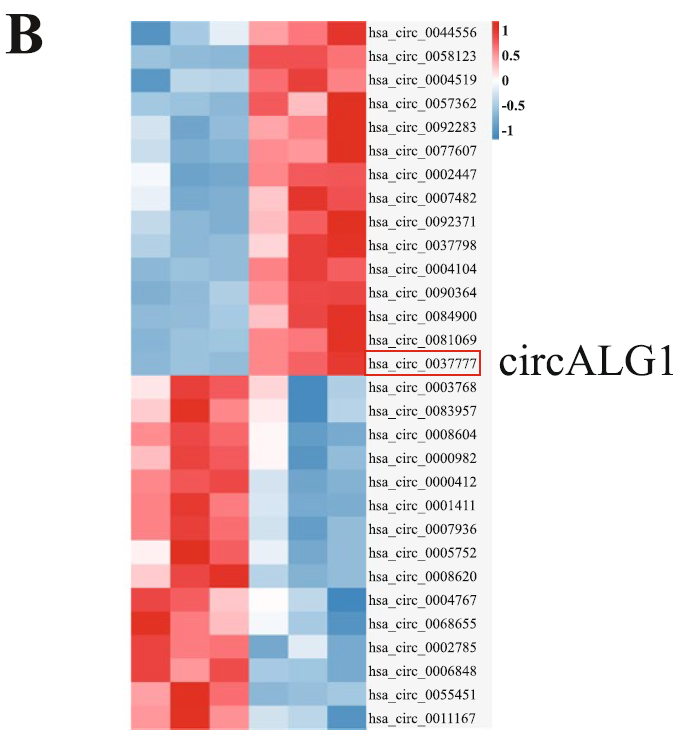 B
hsa_circ_0044556
hsa_circ_0058123
hsa_circ_0004519
hsa_circ_0057362
hsa_circ_0092283
hsa_circ_0077607
hsa_circ_0002447
hsa_circ_0007482
hsa_circ_0092371
hsa_circ_0037798
hsa_circ_0004104
hsa_circ_0090364
hsa_circ_0084900
hsa_circ_0081069
hsa_circ_0037777
hsa_circ_0003768
hsa_circ_0083957
hsa_circ_0008604
hsa_circ_0000982
hsa_circ_0000412
hsa_circ_0001411
hsa_circ_0007936
hsa_circ_0005752
hsa_circ_0008620
hsa_circ_0004767
hsa_circ_0068655
hsa_circ_0002785
hsa_circ_0006848
hsa_circ_0055451
hsa_circ_0011167
1
0.5
0
-0.5
-1
circALG1